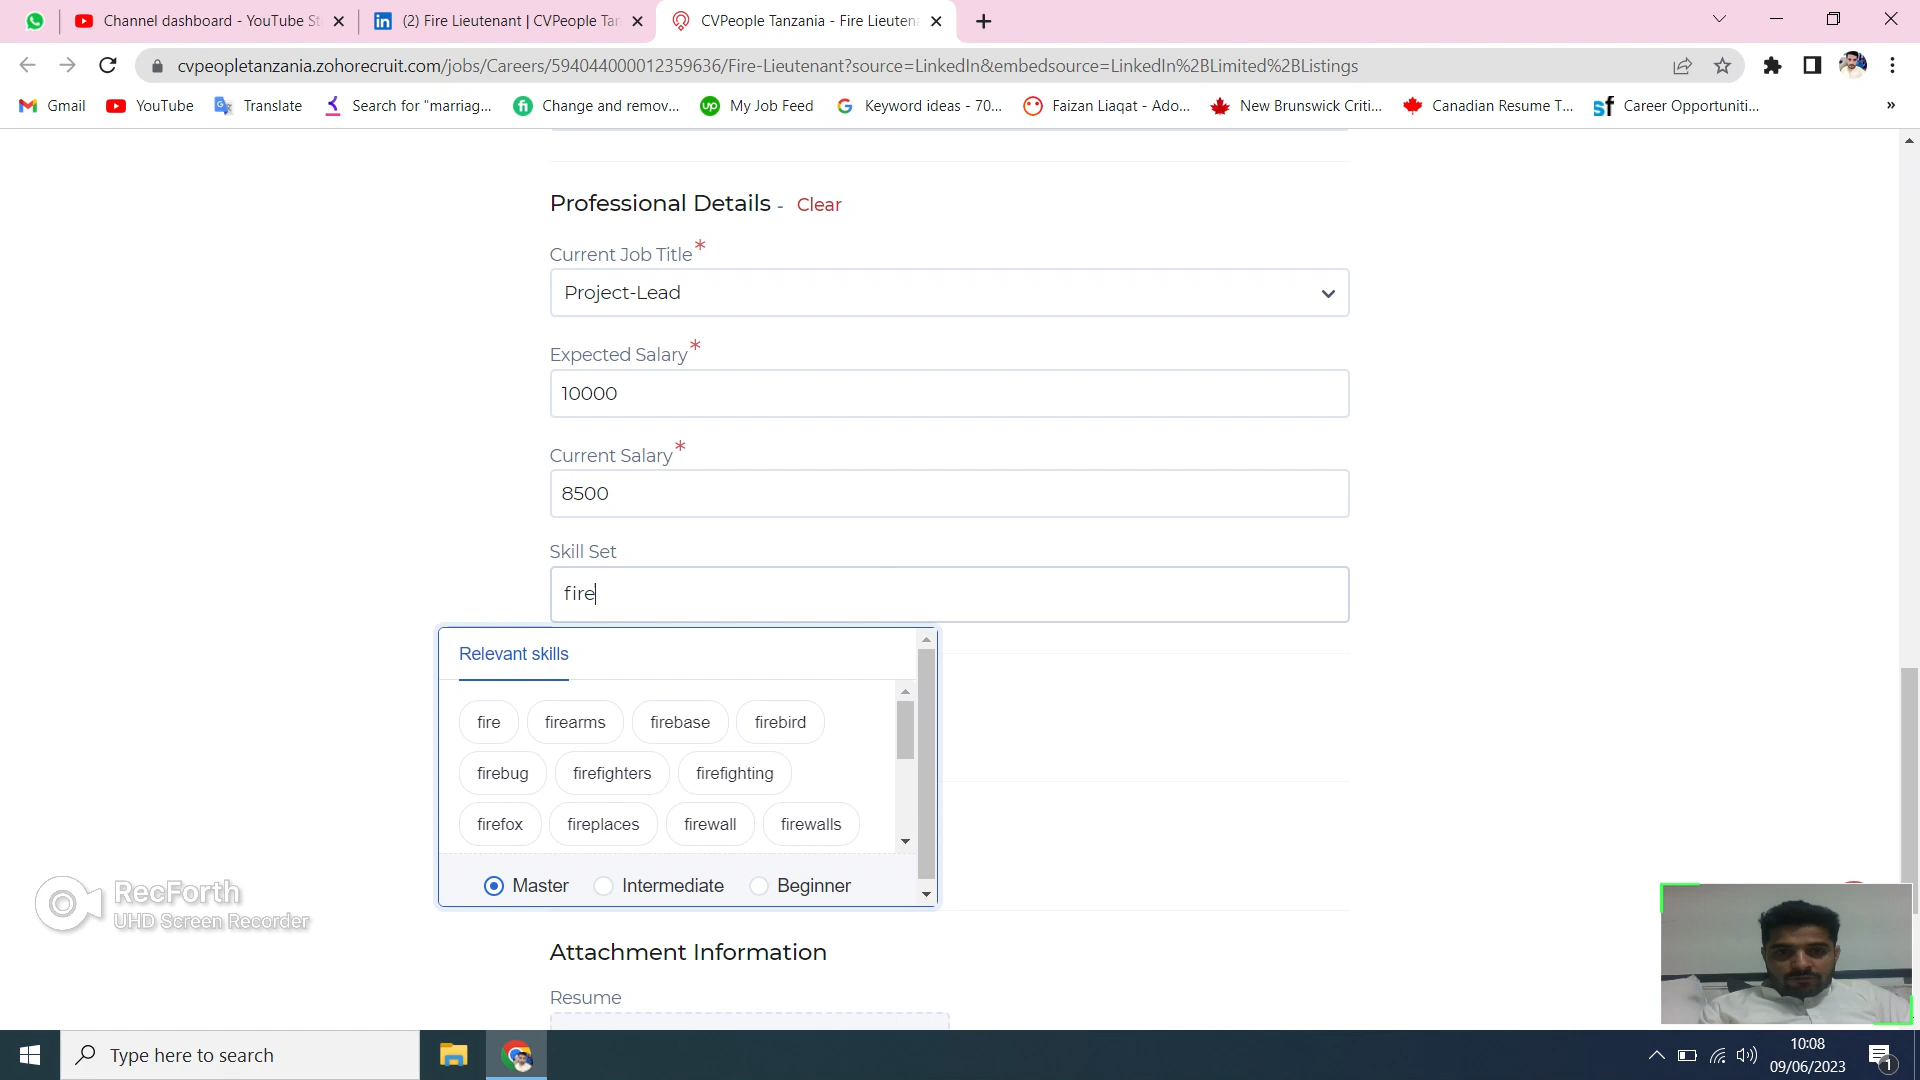 Channel dashboard - YouTube St
(2) Fire Lieutenant | CVPeople Tan
CVPeople Tanzania - Fire Lieutena
cvpeopletanzania.zohorecruit.com/jobs/Careers/594044000012359636/Fire-Lieutenant?source=LinkedIn&embedsource=LinkedIn%2BLimited%2BListings
Gmail
YouTube
Translate
Search for "marriag...
Change and remov...
My Job Feed
Keyword ideas - 70...
Faizan Liaqat - Ado...
New Brunswick Criti...
Canadian Resume T...
Career Opportuniti...
»
Professional Details - Clear
Current Job Title*
Project-Lead
Expected Salary*
10000
Current Salary*
8500
Skill Set
fire
Relevant skills
fire firearms firebase firebird
firebug firefighters firefighting
firefox fireplaces firewall firewalls
Master Intermediate Beginner
RecForth
UHD Screen Recorder
Attachment Information
Resume
Type here to search
10:08
09/06/2023
1